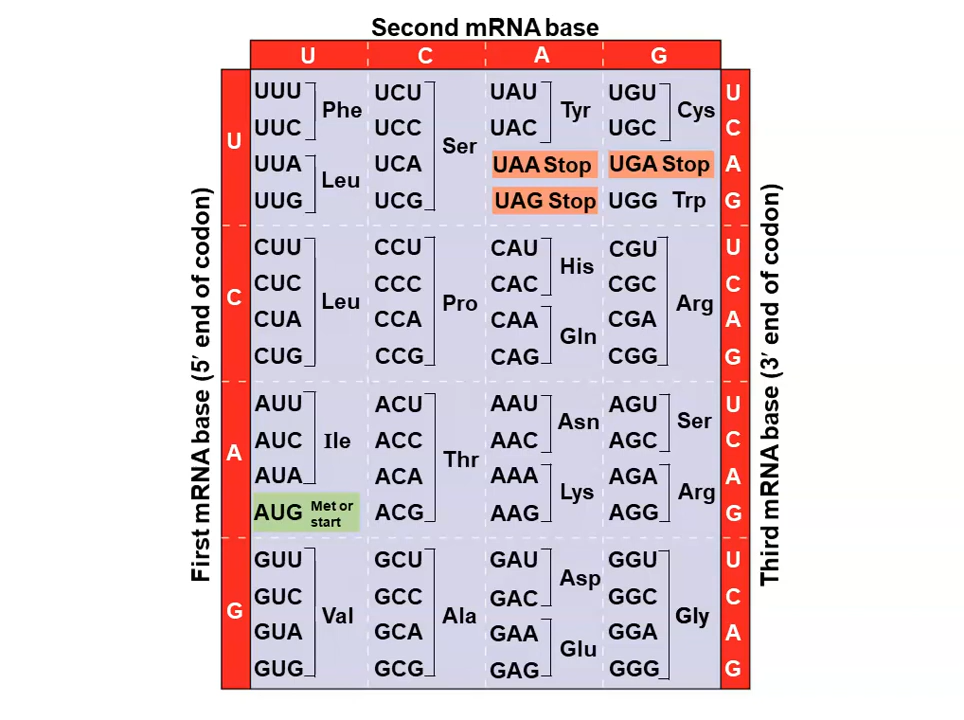 Second mRNA base
U C A G
First mRNA base (5′ end of codon)
Third mRNA base (3′ end of codon)
U
UUU UCU UAU UGU U
Phe Tyr Cys
UUC UCC UAC UGC C
Ser
UUA UCA UAA Stop UGA Stop A
Leu
UUG UCG UAG Stop UGG Trp G
C
CUU CCU CAU CGU U
His
CUC CCC CAC CGC C
Leu Pro Arg
CUA CCA CAA CGA A
Gln
CUG CCG CAG CGG G
A
AUU ACU AAU AGU U
Asn Ser
AUC Ile ACC AAC AGC C
Thr
AUA ACA AAA AGA A
Lys Arg
AUG Met or start ACG AAG AGG G
G
GUU GCU GAU GGU U
Asp
GUC GCC GAC GGC C
Val Ala Gly
GUA GCA GAA GGA A
Glu
GUG GCG GAG GGG G